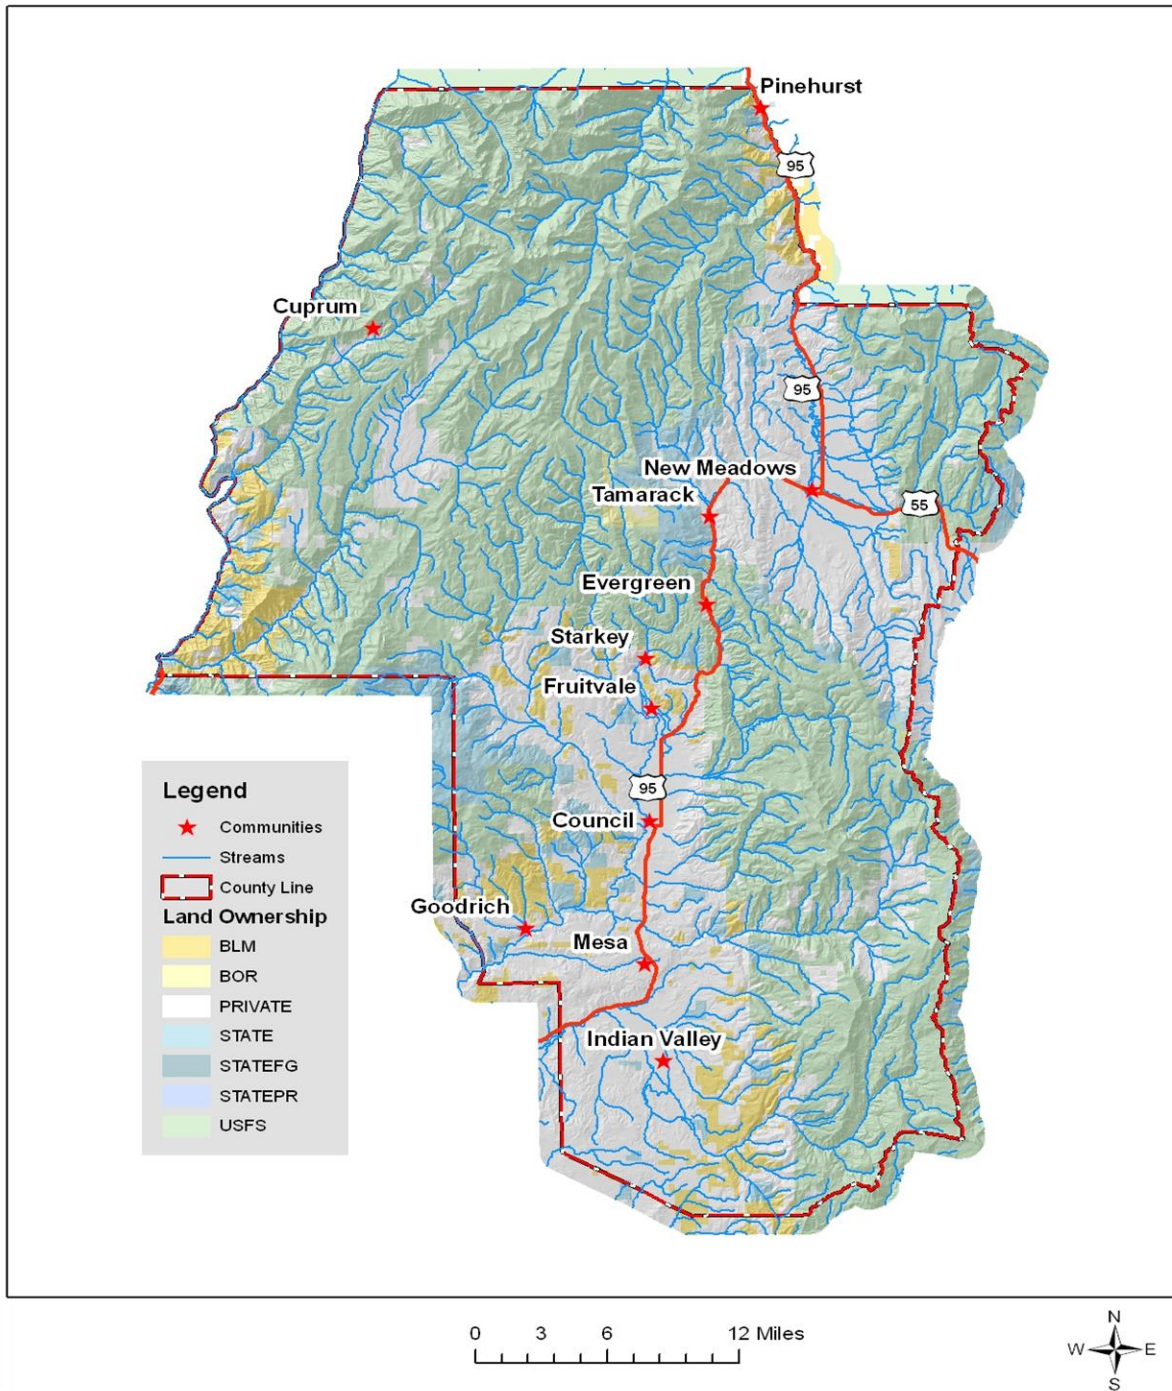 Pinehurst
95
Cuprum
95
New Meadows
Tamarack
55
Evergreen
Starkey
Fruitvale
95
Council
Goodrich
Mesa
Indian Valley
Legend
Communities
Streams
County Line
Land Ownership
BLM
BOR
PRIVATE
STATE
STATEFG
STATEPR
USFS
0 3 6 12 Miles
N
W E
S